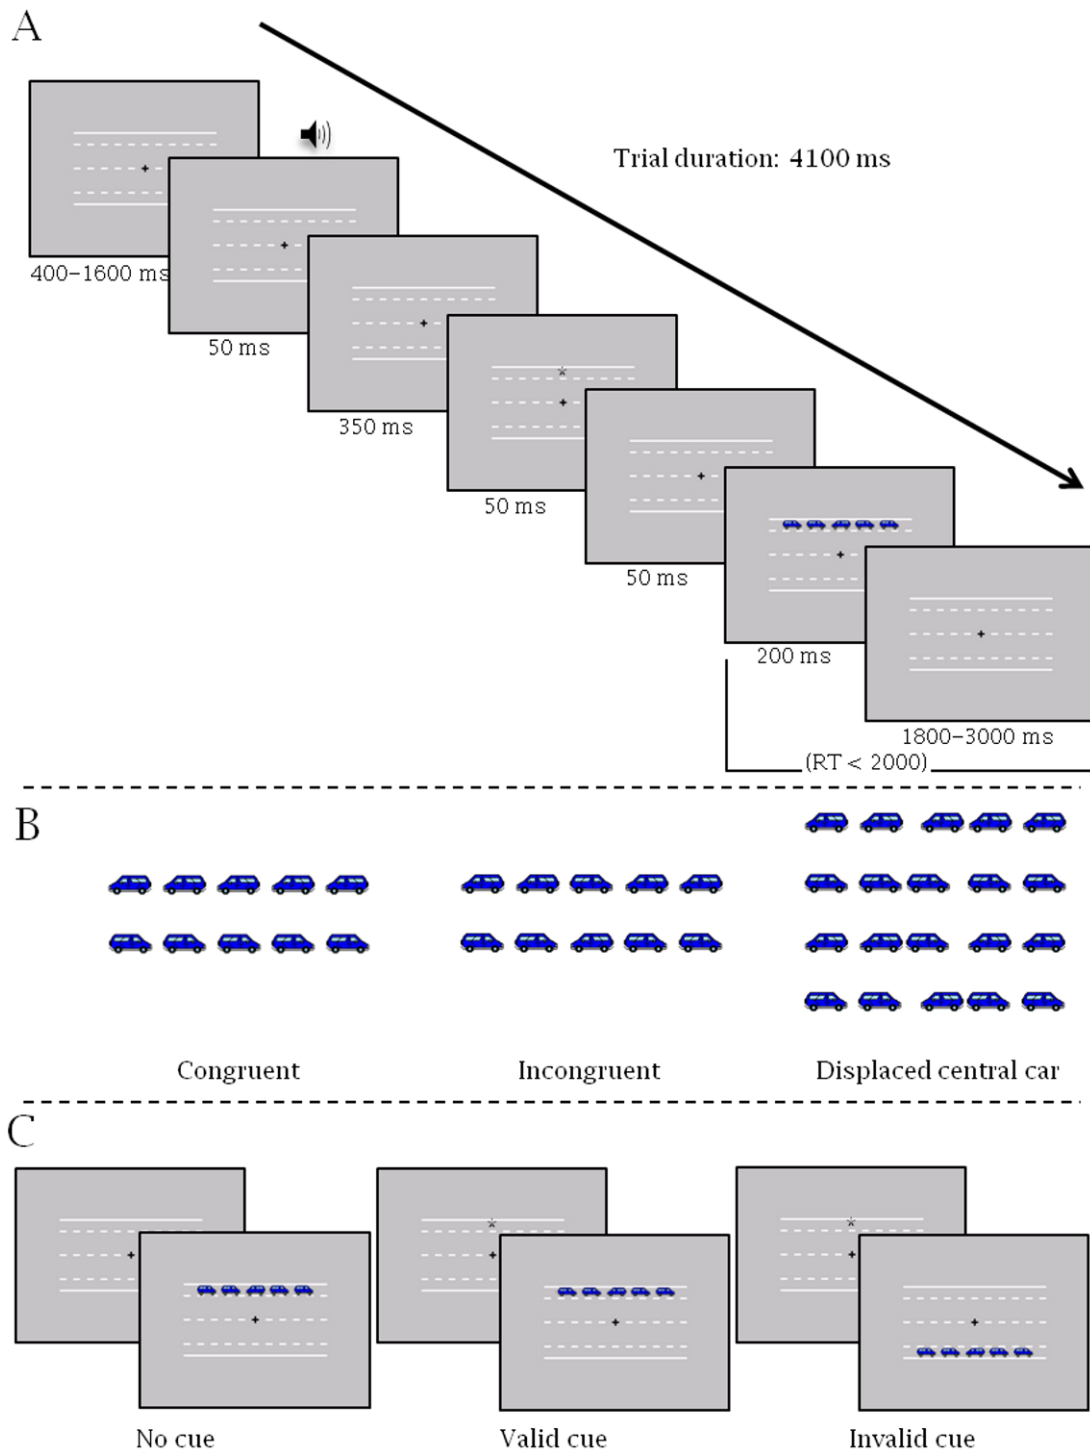 A
Trial duration: 4100 ms
400–1600 ms
50 ms
350 ms
50 ms
50 ms
200 ms
1800–3000 ms
(RT < 2000)
B
Congruent
Incongruent
Displaced central car
C
No cue
Valid cue
Invalid cue